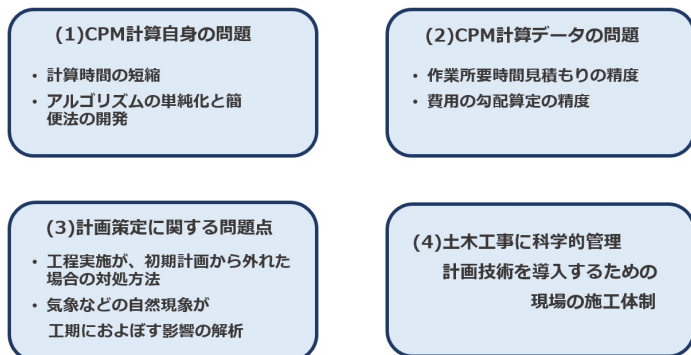 (1)CPM計算自身の問題
・ 計算時間の短縮
・ アルゴリズムの単純化と簡
便法の開発
(2)CPM計算データの問題
・ 作業所要時間見積もりの精度
・ 費用の勾配算定の精度
(3)計画策定に関する問題点
・ 工程実施が、初期計画から外れた
場合の対処方法
・ 気象などの自然現象が
工期におよぼす影響の解析
(4)土木工事に科学的管理
計画技術を導入するための
現場の施工体制